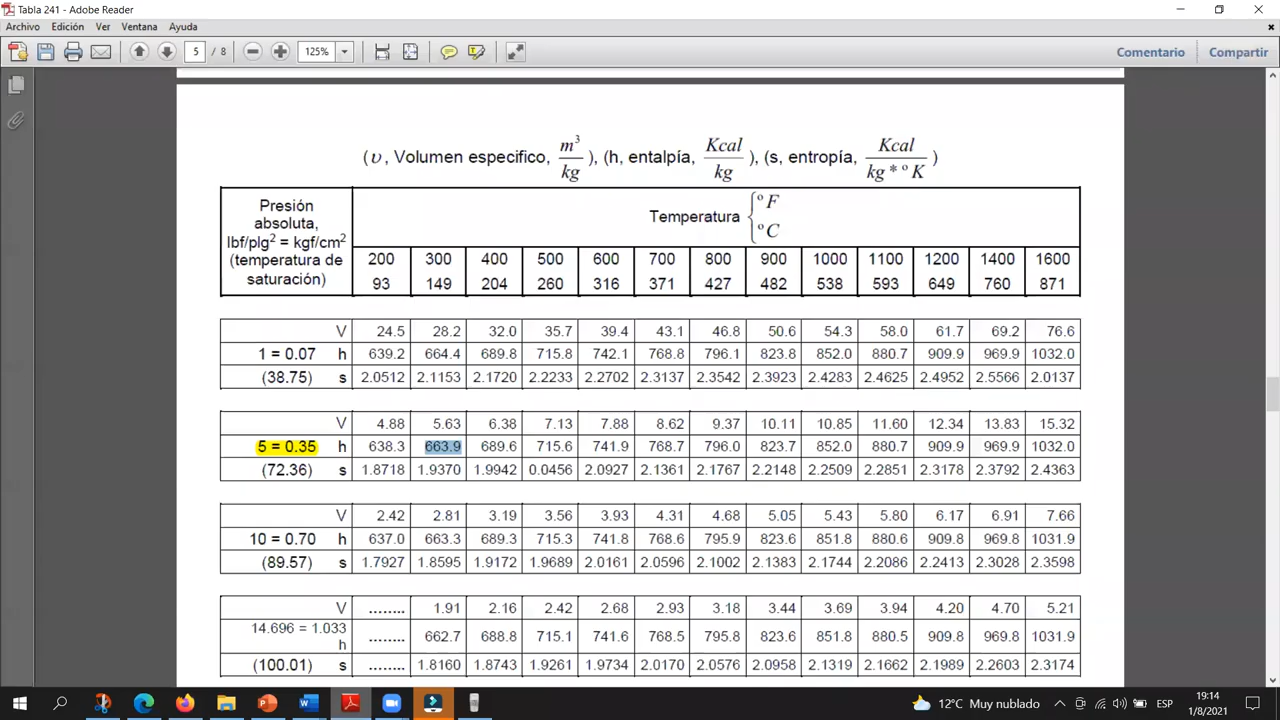 Tabla 241 - Adobe Reader
Archivo Edición Ver Ventana Ayuda
5 / 8 125% Comentario Compartir
(υ, Volumen especifico, m³/kg ), (h, entalpía, Kcal/kg ), (s, entropía, Kcal/kg * º K )
Presión absoluta, lbf/plg² = kgf/cm² (temperatura de saturación)
Temperatura { º F º C
200 300 400 500 600 700 800 900 1000 1100 1200 1400 1600
93 149 204 260 316 371 427 482 538 593 649 760 871
V 24.5 28.2 32.0 35.7 39.4 43.1 46.8 50.6 54.3 58.0 61.7 69.2 76.6
1 = 0.07 h 639.2 664.4 689.8 715.8 742.1 768.8 796.1 823.8 852.0 880.7 909.9 969.9 1032.0
(38.75) s 2.0512 2.1153 2.1720 2.2233 2.2702 2.3137 2.3542 2.3923 2.4283 2.4625 2.4952 2.5566 2.0137
V 4.88 5.63 6.38 7.13 7.88 8.62 9.37 10.11 10.85 11.60 12.34 13.83 15.32
5 = 0.35 h 638.3 663.9 689.6 715.6 741.9 768.7 796.0 823.7 852.0 880.7 909.9 969.9 1032.0
(72.36) s 1.8718 1.9370 1.9942 0.0456 2.0927 2.1361 2.1767 2.2148 2.2509 2.2851 2.3178 2.3792 2.4363
V 2.42 2.81 3.19 3.56 3.93 4.31 4.68 5.05 5.43 5.80 6.17 6.91 7.66
10 = 0.70 h 637.0 663.3 689.3 715.3 741.8 768.6 795.9 823.6 851.8 880.6 909.8 969.8 1031.9
(89.57) s 1.7927 1.8595 1.9172 1.9689 2.0161 2.0596 2.1002 2.1383 2.1744 2.2086 2.2413 2.3028 2.3598
V ........ 1.91 2.16 2.42 2.68 2.93 3.18 3.44 3.69 3.94 4.20 4.70 5.21
14.696 = 1.033 h ........ 662.7 688.8 715.1 741.6 768.5 795.8 823.6 851.8 880.5 909.8 969.8 1031.9
(100.01) s ........ 1.8160 1.8743 1.9261 1.9734 2.0170 2.0576 2.0958 2.1319 2.1662 2.1989 2.2603 2.3174
12°C Muy nublado ESP 19:14
1/8/2021